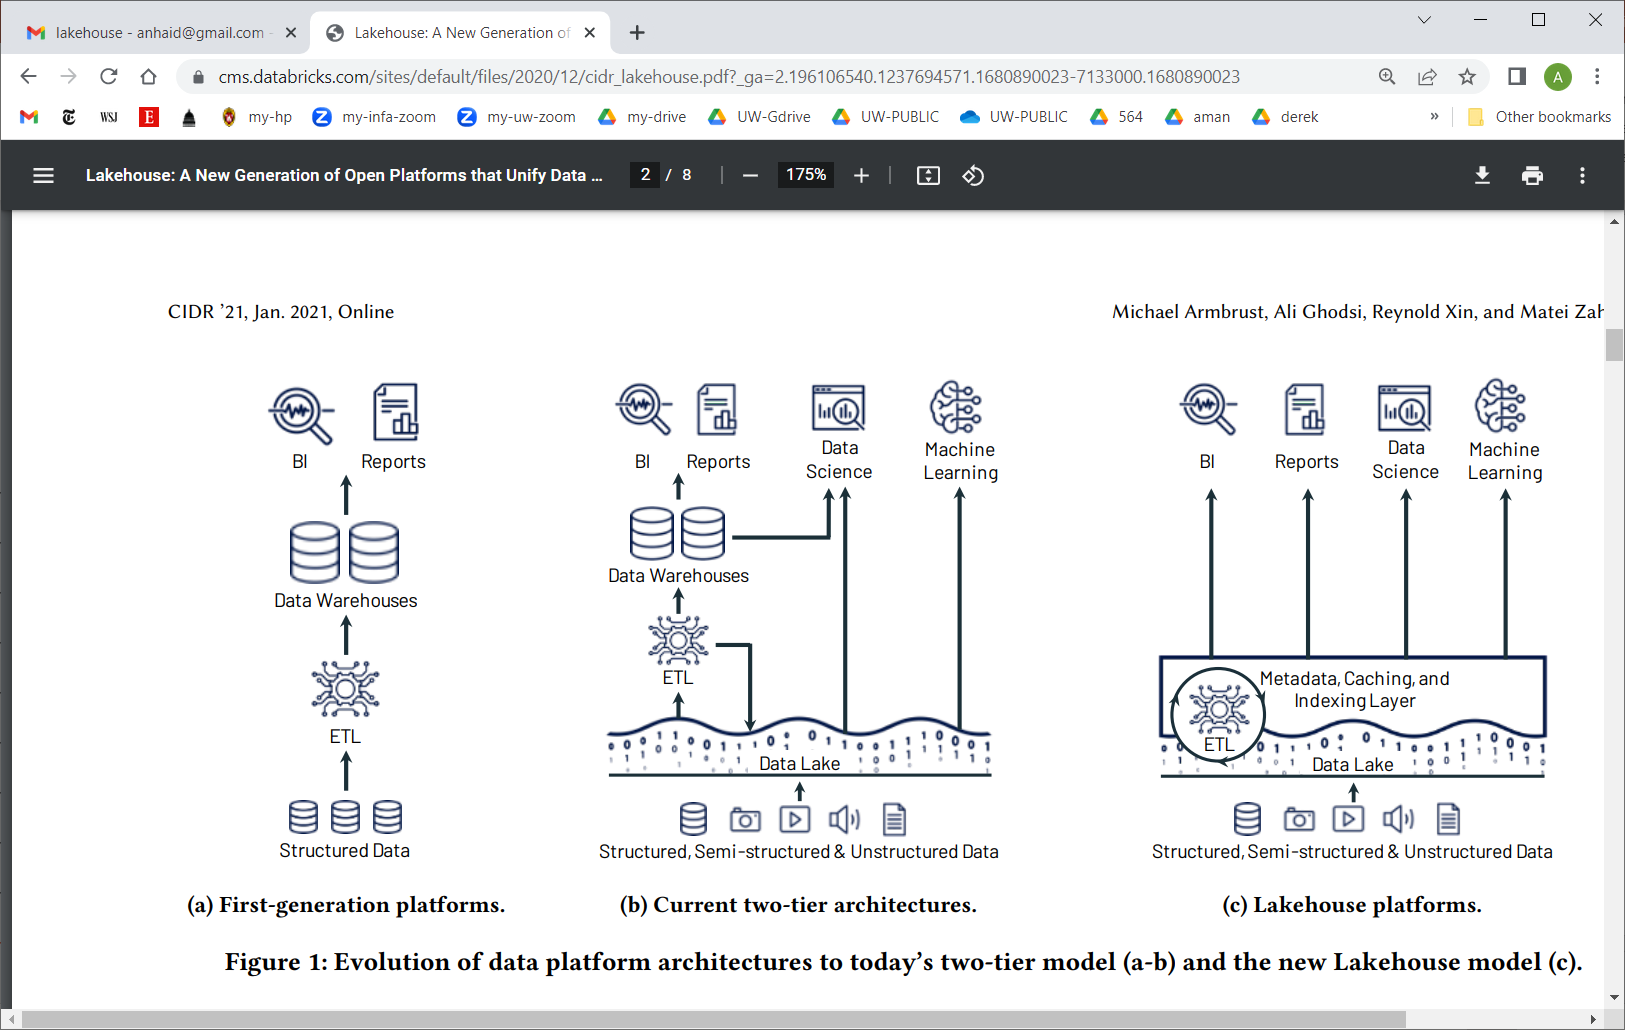 lakehouse - anhaid@gmail.com -
Lakehouse: A New Generation of
cms.databricks.com/sites/default/files/2020/12/cidr_lakehouse.pdf?_ga=2.196106540.1237694571.1680890023-7133000.1680890023
A
WSJ
E
my-hp
Z my-infa-zoom
Z my-uw-zoom
my-drive
UW-Gdrive
UW-PUBLIC
UW-PUBLIC
564
aman
derek
»
Other bookmarks
Lakehouse: A New Generation of Open Platforms that Unify Data ...
2 / 8
175%
CIDR ’21, Jan. 2021, Online
Michael Armbrust, Ali Ghodsi, Reynold Xin, and Matei Zah
BI
Reports
Data Warehouses
ETL
Structured Data
(a) First-generation platforms.
BI
Reports
Data
Science
Machine
Learning
Data Warehouses
ETL
Data Lake
Structured, Semi-structured & Unstructured Data
(b) Current two-tier architectures.
BI
Reports
Data
Science
Machine
Learning
Metadata, Caching, and
Indexing Layer
ETL
Data Lake
Structured, Semi-structured & Unstructured Data
(c) Lakehouse platforms.
Figure 1: Evolution of data platform architectures to today’s two-tier model (a-b) and the new Lakehouse model (c).